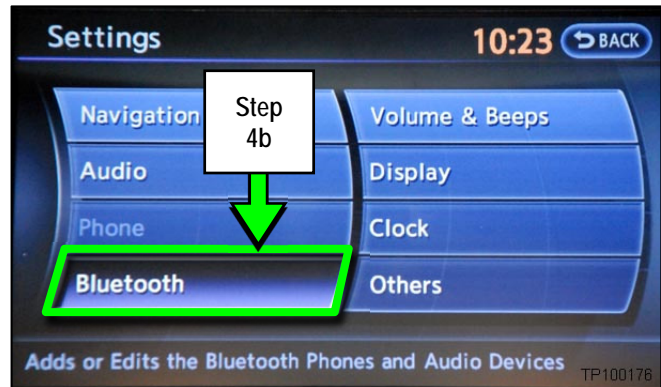 Settings
10:23
BACK
Navigation
Volume & Beeps
Step
4b
Audio
Display
Phone
Clock
Bluetooth
Others
Adds or Edits the Bluetooth Phones and Audio Devices
TP100176